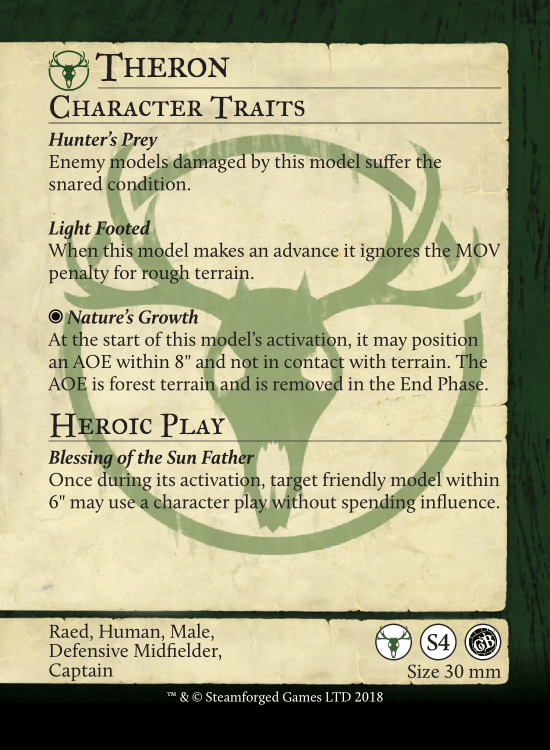 Theron
Character Traits
Hunter's Prey
Enemy models damaged by this model suffer the
snared condition.
Light Footed
When this model makes an advance it ignores the MOV
penalty for rough terrain.
Nature's Growth
At the start of this model's activation, it may position
an AOE within 8" and not in contact with terrain. The
AOE is forest terrain and is removed in the End Phase.
Heroic Play
Blessing of the Sun Father
Once during its activation, target friendly model within
6" may use a character play without spending influence.
Raed, Human, Male,
Defensive Midfielder,
Captain
S4
GB
Size 30 mm
™ & © Steamforged Games LTD 2018